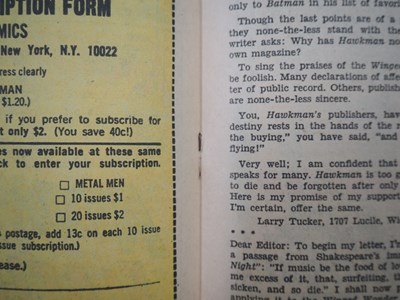 IPTION FORM
MICS
New York, N.Y. 10022
ress clearly
MAN
$1.20.)
if you prefer to subscribe for
t only $2. (You save 40c!)
es now available at these same
ck to enter your subscription.
METAL MEN
10 issues $1
20 issues $2
postage, add 13c on each 10 issue
issue subscription.)
ease.)
only to Batman in his list of favori
Though the last points are of a
they none-the-less stand with the
writer asks: Why has Hawkman no
own magazine?
To sing the praises of the Winge
be foolish. Many declarations of affe
ter of public record. Others, publish
are none-the-less sincere.
You, Hawkman's publishers, hav
destiny rests in the hands of the r
the buying," you have said, "and
flying!"
Very well; I am confident that
speaks for many. Hawkman is too g
to die and be forgotten after only
Here is my promise of my support
I'm certain, offer the same.
Larry Tucker, 1707 Lucile, Wi
* * *
Dear Editor: To begin my letter, I'
a passage from Shakespeare's imm
Night": "If music be the food of lo
me excess of it, that, surfeiting, th
sicken, and so die." I shall now p